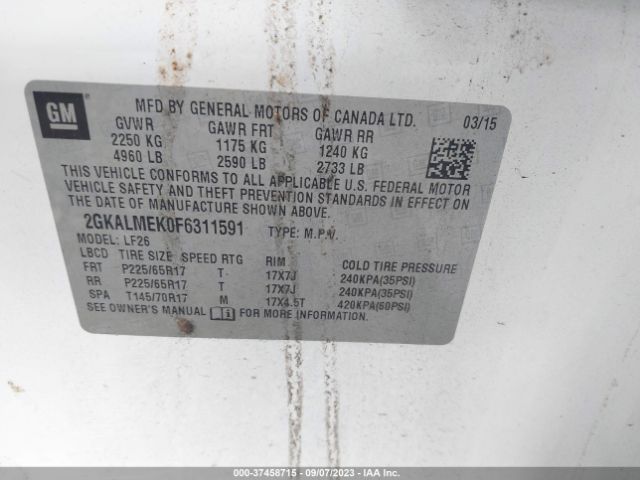 GM
MFD BY GENERAL MOTORS OF CANADA LTD. 03/15
GVWR GAWR FRT GAWR RR
2250 KG 1175 KG 1240 KG
4960 LB 2590 LB 2733 LB
THIS VEHICLE CONFORMS TO ALL APPLICABLE U.S. FEDERAL MOTOR
VEHICLE SAFETY AND THEFT PREVENTION STANDARDS IN EFFECT ON
THE DATE OF MANUFACTURE SHOWN ABOVE.
2GKALMEK0F6311591 TYPE: M.P.V.
MODEL: LF26
LBCD TIRE SIZE SPEED RTG RIM COLD TIRE PRESSURE
FRT P225/65R17 T 17X7J 240KPA(35PSI)
RR P225/65R17 T 17X7J 240KPA(35PSI)
SPA T145/70R17 M 17X4.5T 420KPA(60PSI)
SEE OWNER'S MANUAL FOR MORE INFORMATION.
000-37458715 - 09/07/2023 - IAA Inc.